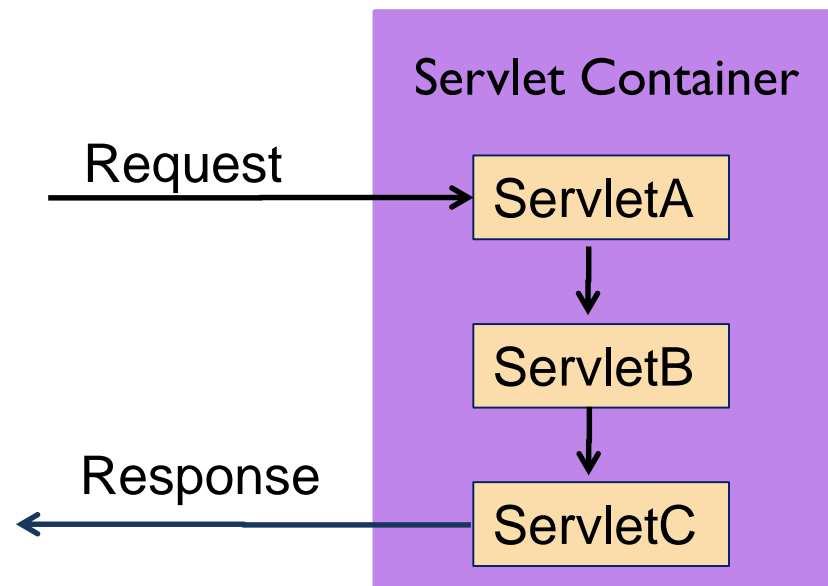 Servlet Container
Request
ServletA
ServletB
Response
ServletC